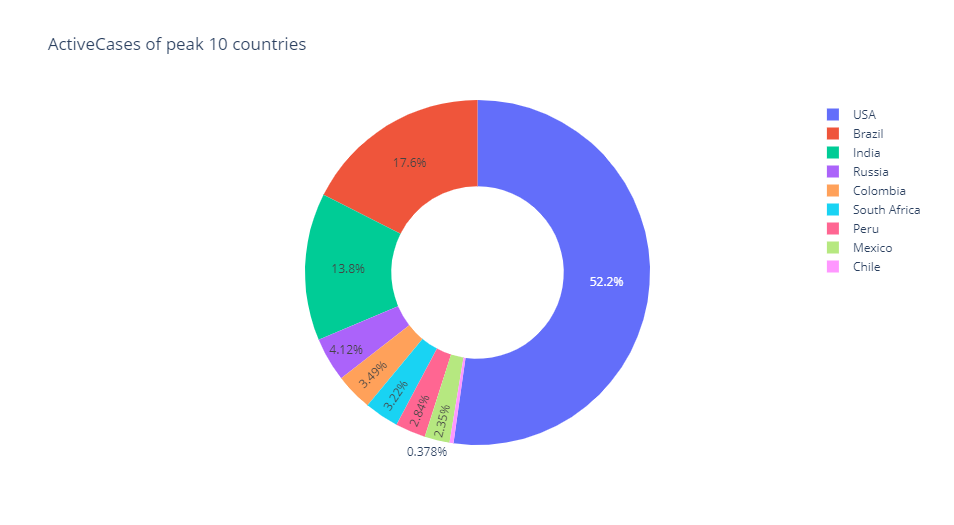 ActiveCases of peak 10 countries
USA
Brazil
India
Russia
Colombia
South Africa
Peru
Mexico
Chile
17.6%
13.8%
52.2%
4.12%
3.49%
3.22%
2.84%
2.35%
0.378%